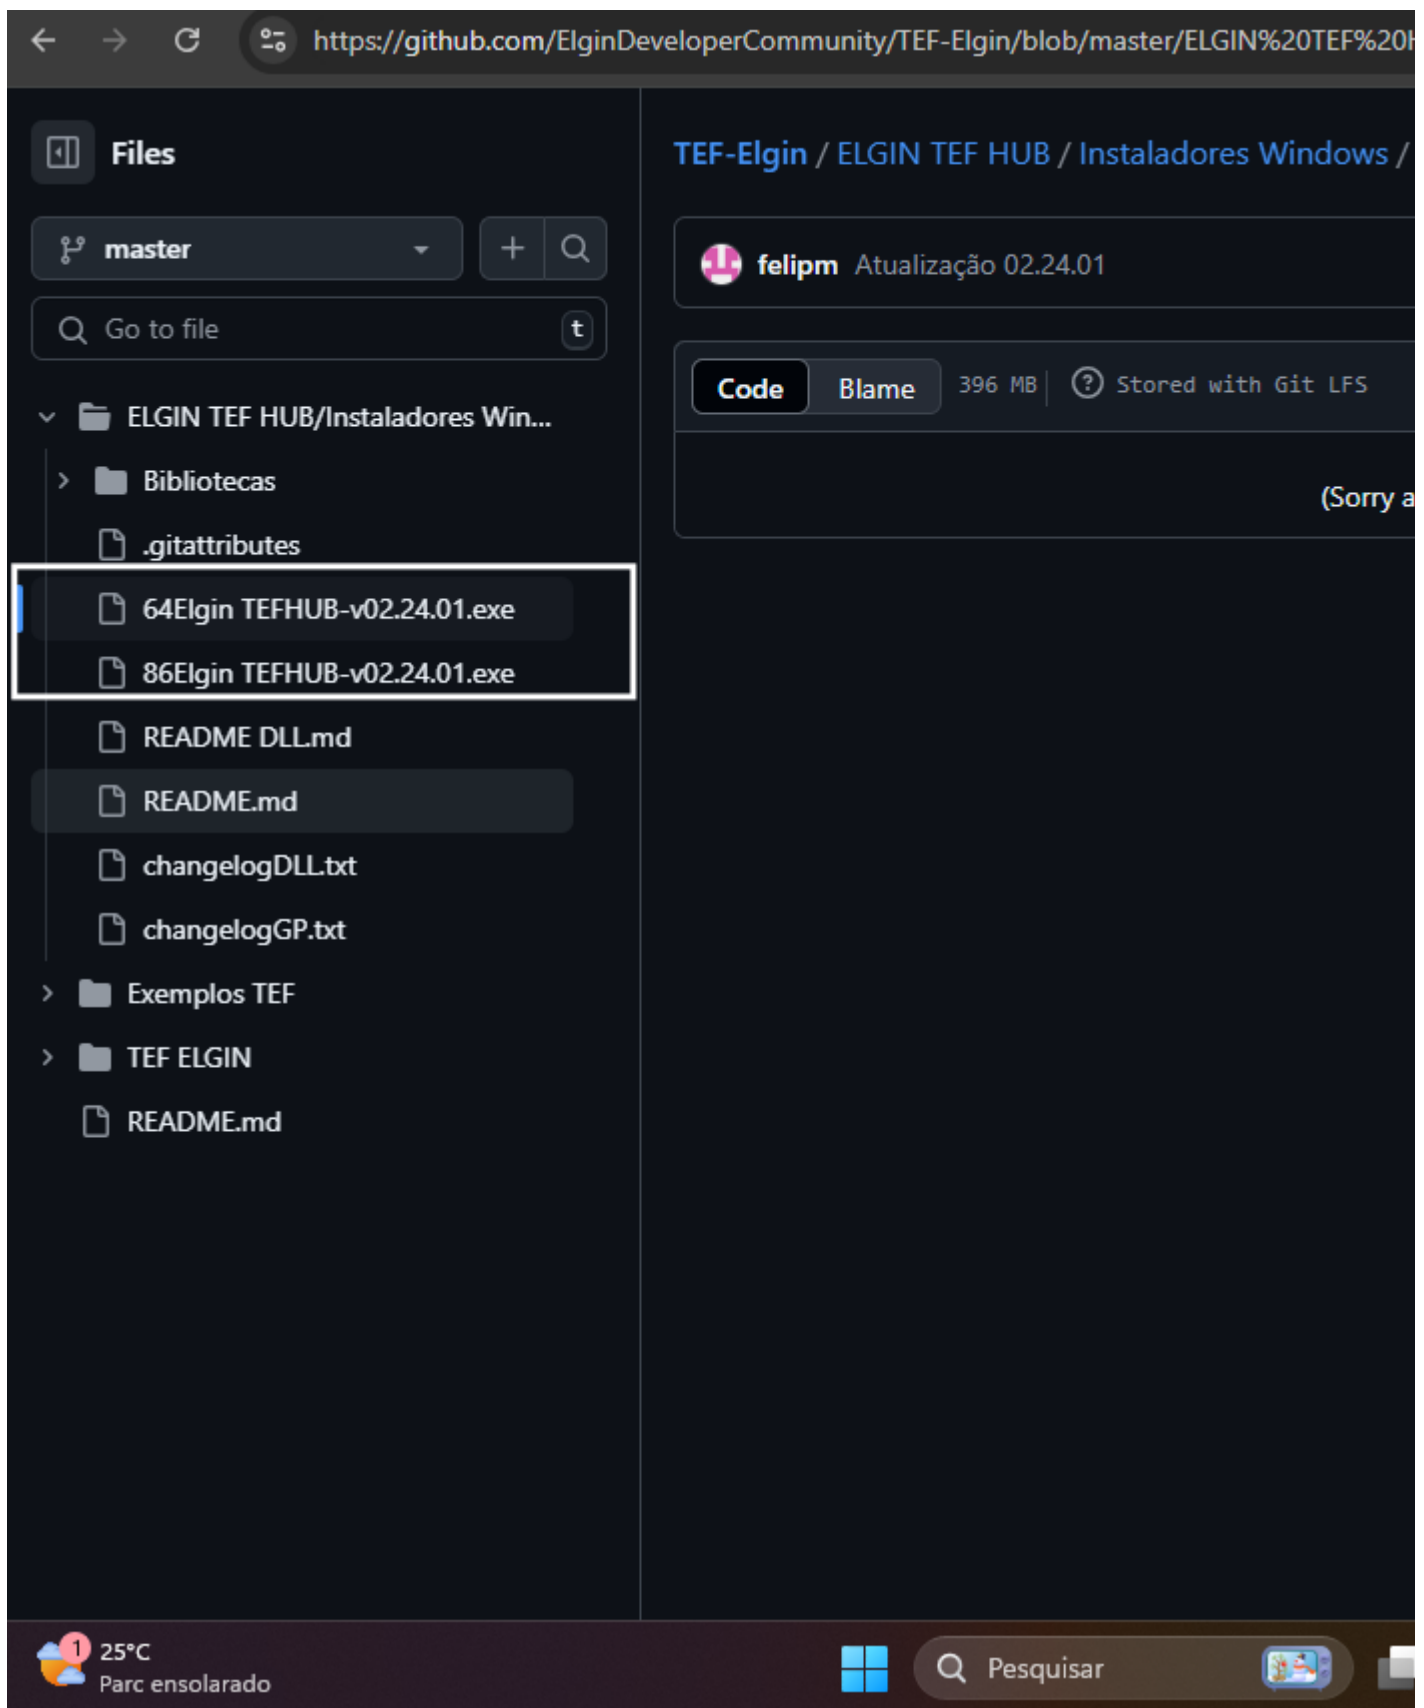 https://github.com/ElginDeveloperCommunity/TEF-Elgin/blob/master/ELGIN%20TEF%20H
Files
TEF-Elgin / ELGIN TEF HUB / Instaladores Windows /
master
felipm Atualização 02.24.01
Go to file
t
Code Blame 396 MB Stored with Git LFS
ELGIN TEF HUB/Instaladores Win...
Bibliotecas
(Sorry a
.gitattributes
64Elgin TEFHUB-v02.24.01.exe
86Elgin TEFHUB-v02.24.01.exe
README DLL.md
README.md
changelogDLL.txt
changelogGP.txt
Exemplos TEF
TEF ELGIN
README.md
1
25°C
Parc ensolarado
Pesquisar